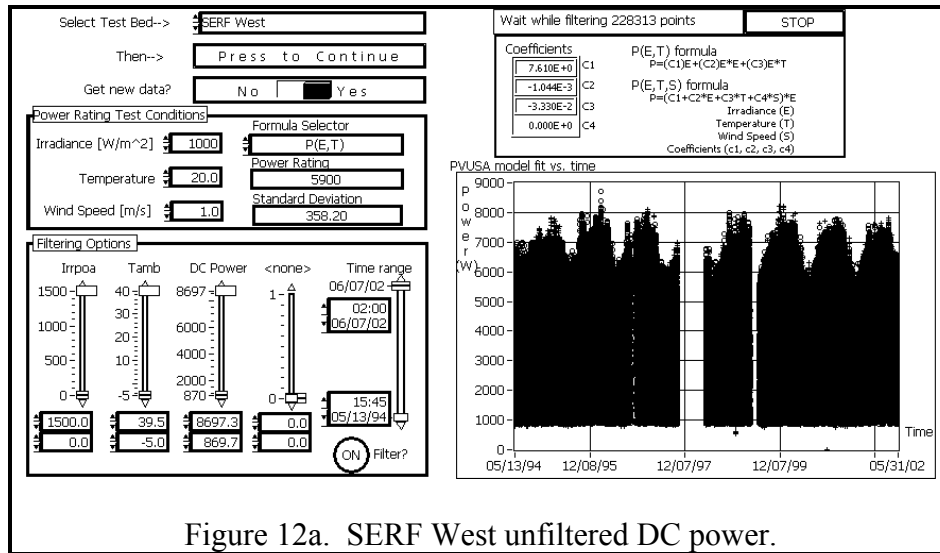 Select Test Bed--> SERF West
Then--> Press to Continue
Get new data? No Yes
Power Rating Test Conditions
Irradiance [W/m^2] 1000
Temperature 20.0
Wind Speed [m/s] 1.0
Formula Selector
P(E,T)
Power Rating
5900
Standard Deviation
358.20
Filtering Options
Irrpoa Tamb DC Power <none> Time range
1500 40 8697 1 06/07/02
30 02:00
1000 6000 06/07/02
20
500 10 4000
2000
0 -5 870 0 15:45
05/13/94
1500.0 39.5 8697.3 0.0
0.0 -5.0 869.7 0.0
ON Filter?
Wait while filtering 228313 points STOP
Coefficients
7.610E+0 C1
-1.044E-3 C2
-3.330E-2 C3
0.000E+0 C4
P(E,T) formula
P=(C1)E+(C2)E*E+(C3)E*T
P(E,T,S) formula
P=(C1+C2*E+C3*T+C4*S)*E
Irradiance (E)
Temperature (T)
Wind Speed (S)
Coefficients (c1, c2, c3, c4)
PVUSA model fit vs. time
Power (W)
9000
8000
7000
6000
5000
4000
3000
2000
1000
0
Time
05/13/94 12/08/95 12/07/97 12/07/99 05/31/02
Figure 12a. SERF West unfiltered DC power.